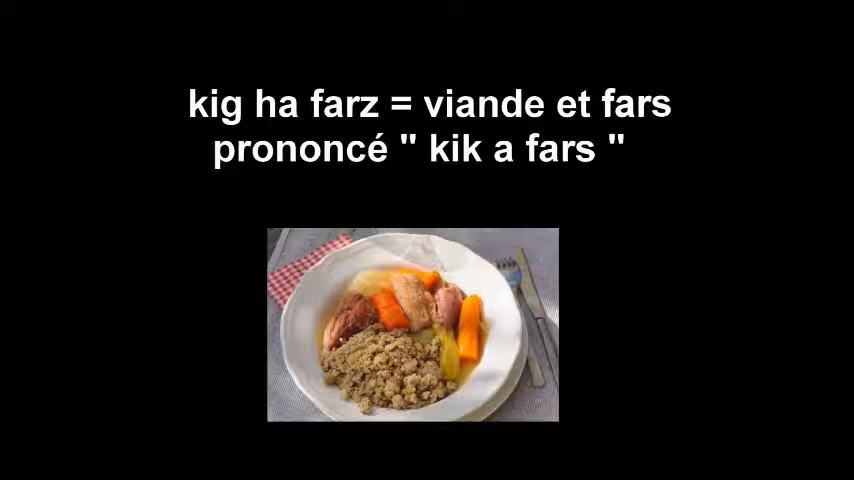 kig ha farz = viande et fars
prononcé " kik a fars "